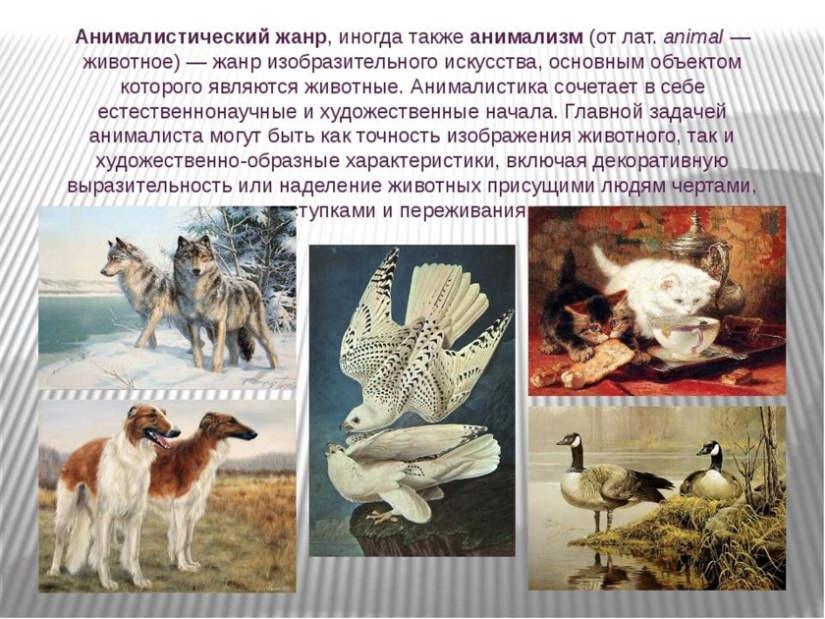 Анималистический жанр, иногда также анимализм (от лат. animal —
животное) — жанр изобразительного искусства, основным объектом
которого являются животные. Анималистика сочетает в себе
естественнонаучные и художественные начала. Главной задачей
анималиста могут быть как точность изображения животного, так и
художественно-образные характеристики, включая декоративную
выразительность или наделение животных присущими людям чертами,
ступками и переживания